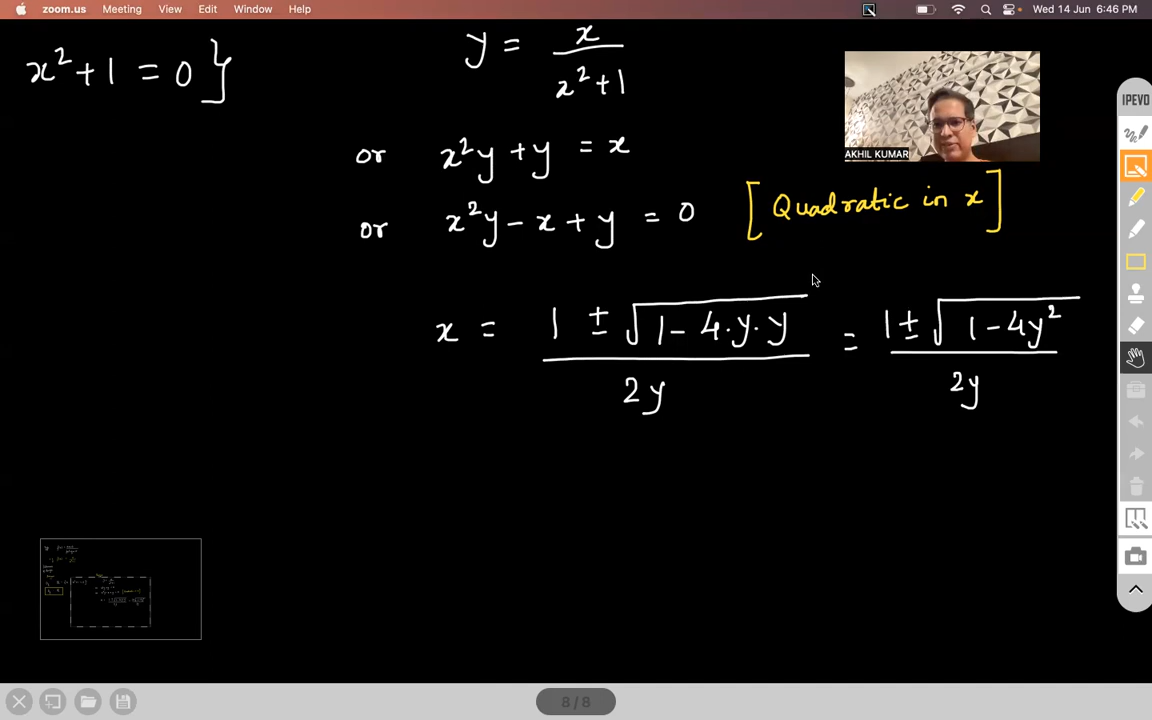 zoom.us Meeting View Edit Window Help Wed 14 Jun 6:46 PM
x² + 1 = 0 }
y = x / (x² + 1)
IPEVO
AKHIL KUMAR
or x²y + y = x
or x²y − x + y = 0 [Quadratic in x]
x = (1 ± √(1 − 4.y.y)) / 2y = (1 ± √(1 − 4y²)) / 2y
8 / 8